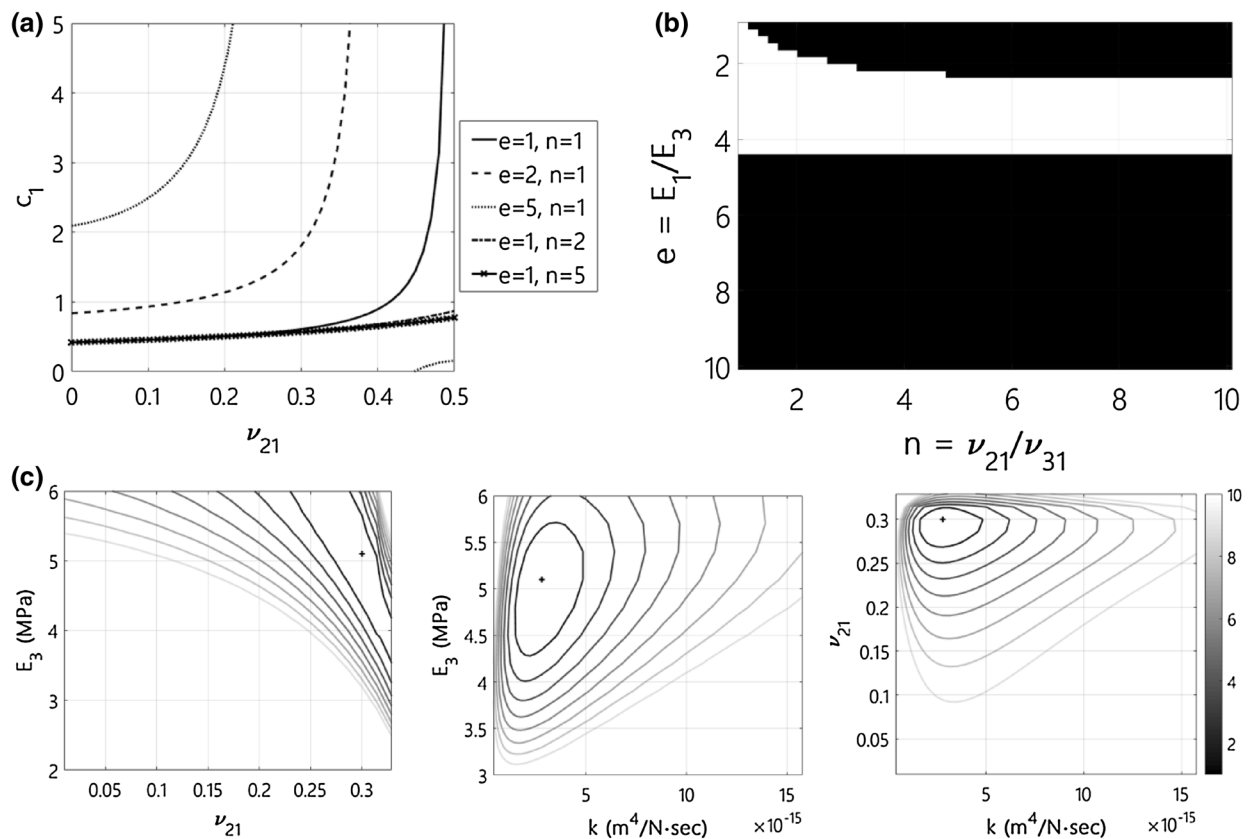 (a)
5
4
3
2
1
0
c₁
0 0.1 0.2 0.3 0.4 0.5
ν₂₁
e=1, n=1
e=2, n=1
e=5, n=1
e=1, n=2
e=1, n=5
(b)
2
4
6
8
10
e = E₁/E₃
2 4 6 8 10
n = ν₂₁/ν₃₁
(c)
6
5
4
3
2
E₃ (MPa)
0.05 0.1 0.15 0.2 0.25 0.3
ν₂₁
6
5.5
5
4.5
4
3.5
3
E₃ (MPa)
5 10 15
k (m⁴/N·sec) ×10⁻¹⁵
0.3
0.25
0.2
0.15
0.1
0.05
ν₂₁
5 10 15
k (m⁴/N·sec) ×10⁻¹⁵
10
8
6
4
2